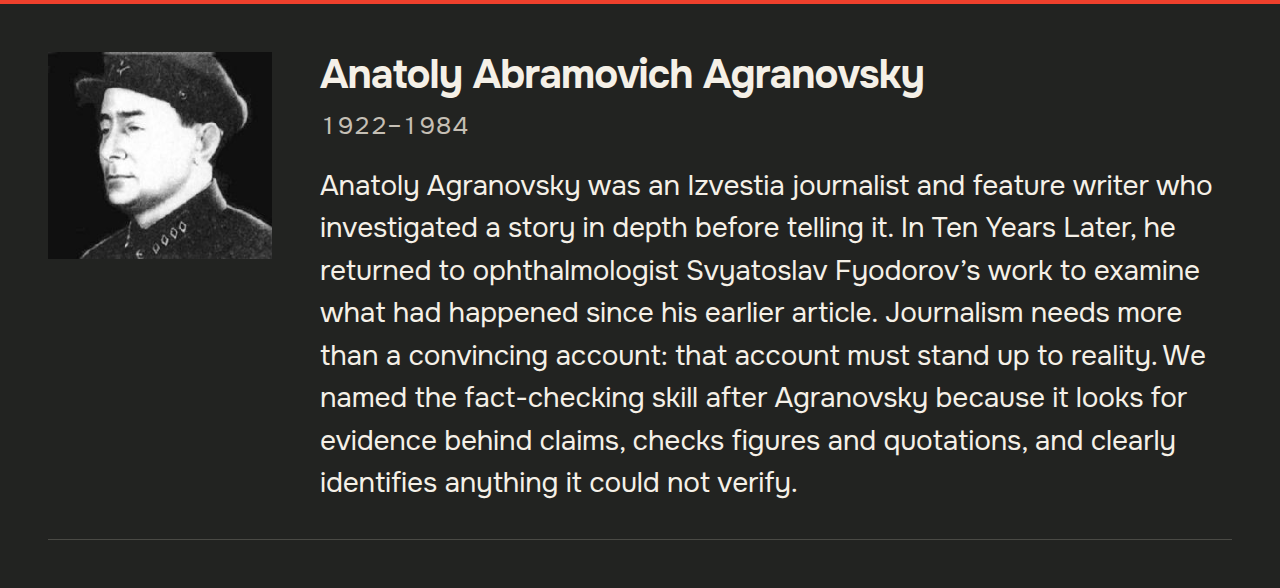 Anatoly Abramovich Agranovsky
1922–1984
Anatoly Agranovsky was an Izvestia journalist and feature writer who
investigated a story in depth before telling it. In Ten Years Later, he
returned to ophthalmologist Svyatoslav Fyodorov’s work to examine
what had happened since his earlier article. Journalism needs more
than a convincing account: that account must stand up to reality. We
named the fact-checking skill after Agranovsky because it looks for
evidence behind claims, checks figures and quotations, and clearly
identifies anything it could not verify.